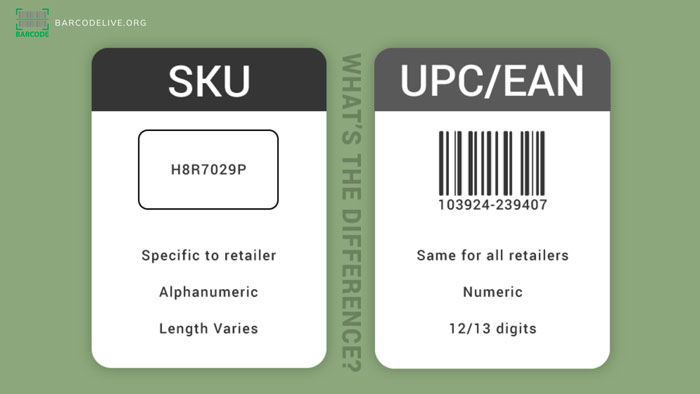 BARCODE
BARCODELIVE.ORG
SKU
H8R7029P
Specific to retailer
Alphanumeric
Length Varies
WHAT'S THE DIFFERENCE?
UPC/EAN
103924-239407
Same for all retailers
Numeric
12/13 digits